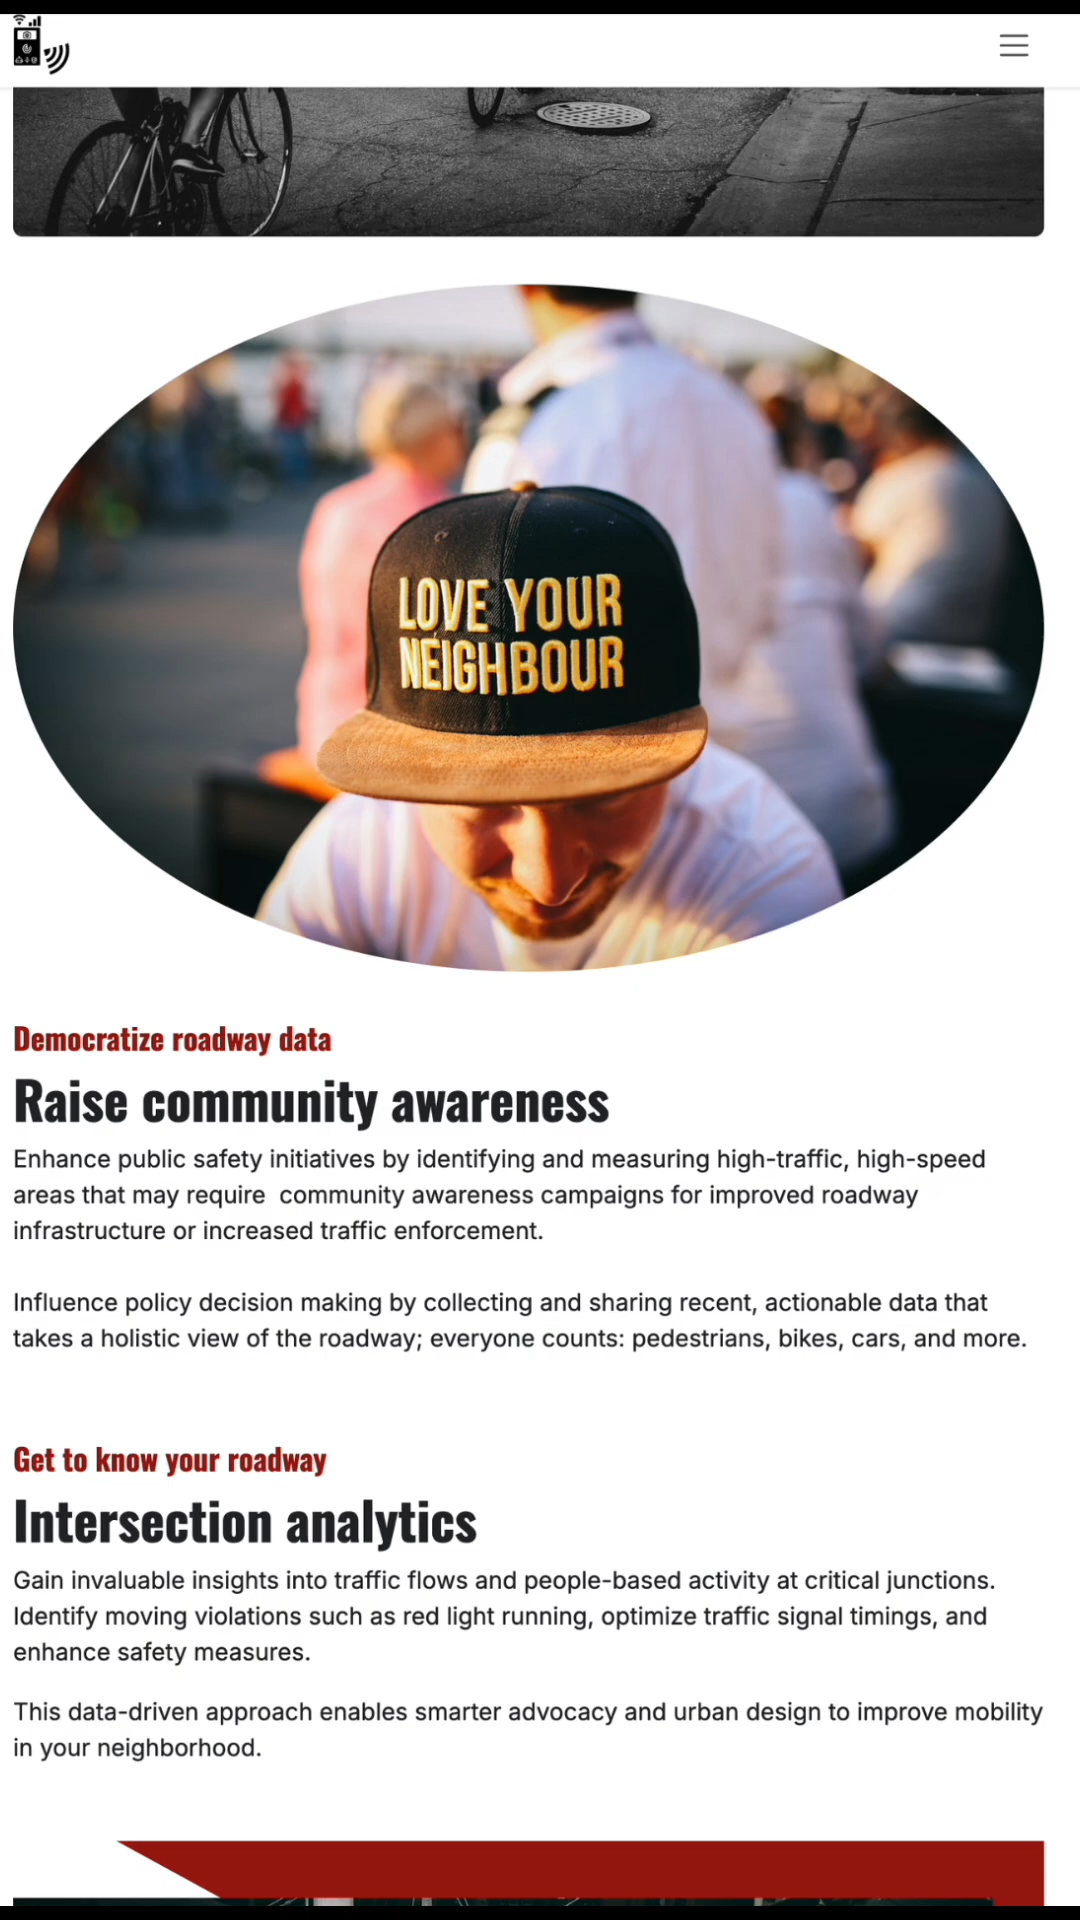 LOVE YOUR
NEIGHBOUR
Democratize roadway data
Raise community awareness
Enhance public safety initiatives by identifying and measuring high-traffic, high-speed
areas that may require  community awareness campaigns for improved roadway
infrastructure or increased traffic enforcement.
Influence policy decision making by collecting and sharing recent, actionable data that
takes a holistic view of the roadway; everyone counts: pedestrians, bikes, cars, and more.
Get to know your roadway
Intersection analytics
Gain invaluable insights into traffic flows and people-based activity at critical junctions.
Identify moving violations such as red light running, optimize traffic signal timings, and
enhance safety measures.
This data-driven approach enables smarter advocacy and urban design to improve mobility
in your neighborhood.